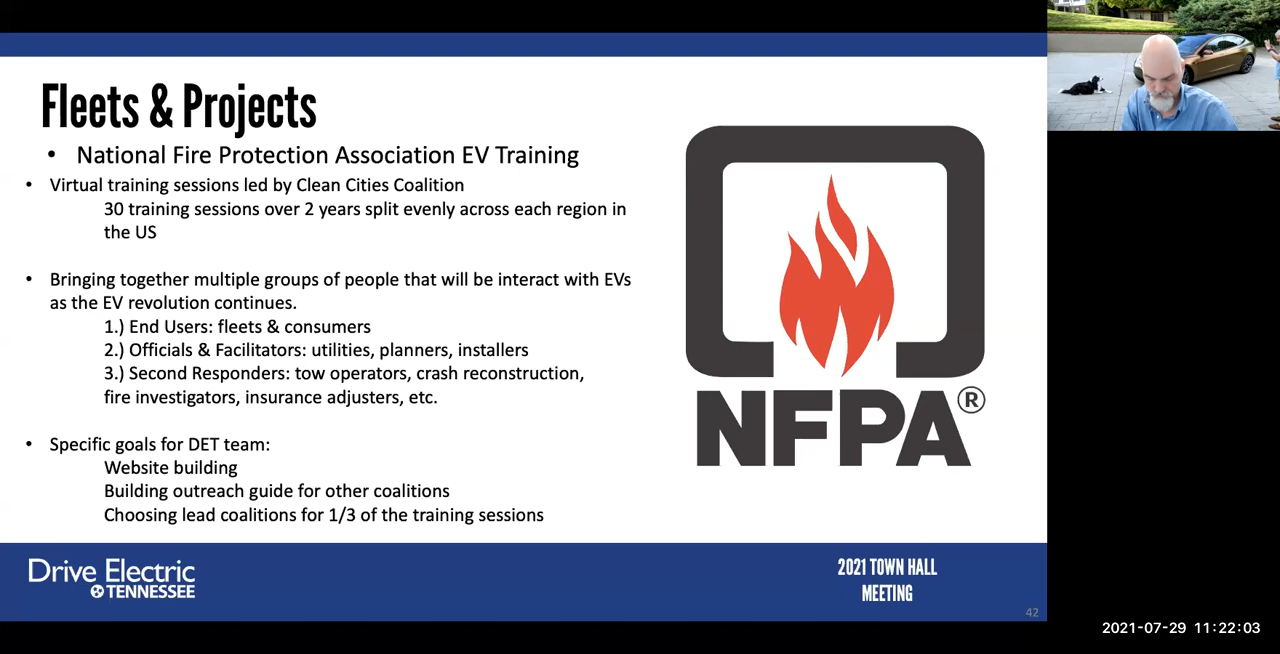 Fleets & Projects
• National Fire Protection Association EV Training
• Virtual training sessions led by Clean Cities Coalition
30 training sessions over 2 years split evenly across each region in
the US
• Bringing together multiple groups of people that will be interact with EVs
as the EV revolution continues.
1.) End Users: fleets & consumers
2.) Officials & Facilitators: utilities, planners, installers
3.) Second Responders: tow operators, crash reconstruction,
fire investigators, insurance adjusters, etc.
• Specific goals for DET team:
Website building
Building outreach guide for other coalitions
Choosing lead coalitions for 1/3 of the training sessions
NFPA®
Drive Electric
TENNESSEE
2021 TOWN HALL
MEETING
42
2021-07-29 11:22:03